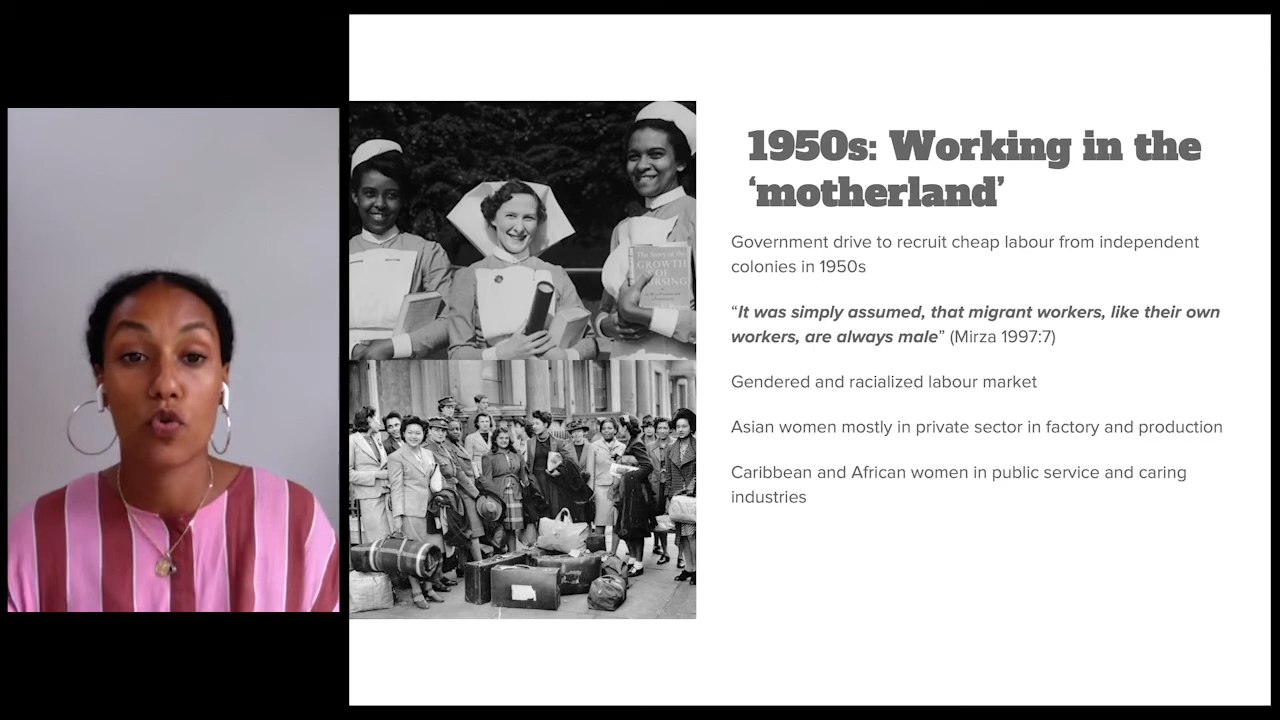 1950s: Working in the
‘motherland’
Government drive to recruit cheap labour from independent
colonies in 1950s
“It was simply assumed, that migrant workers, like their own
workers, are always male” (Mirza 1997:7)
Gendered and racialized labour market
Asian women mostly in private sector in factory and production
Caribbean and African women in public service and caring
industries
The Story of the
GROWTH
OF
NURSING